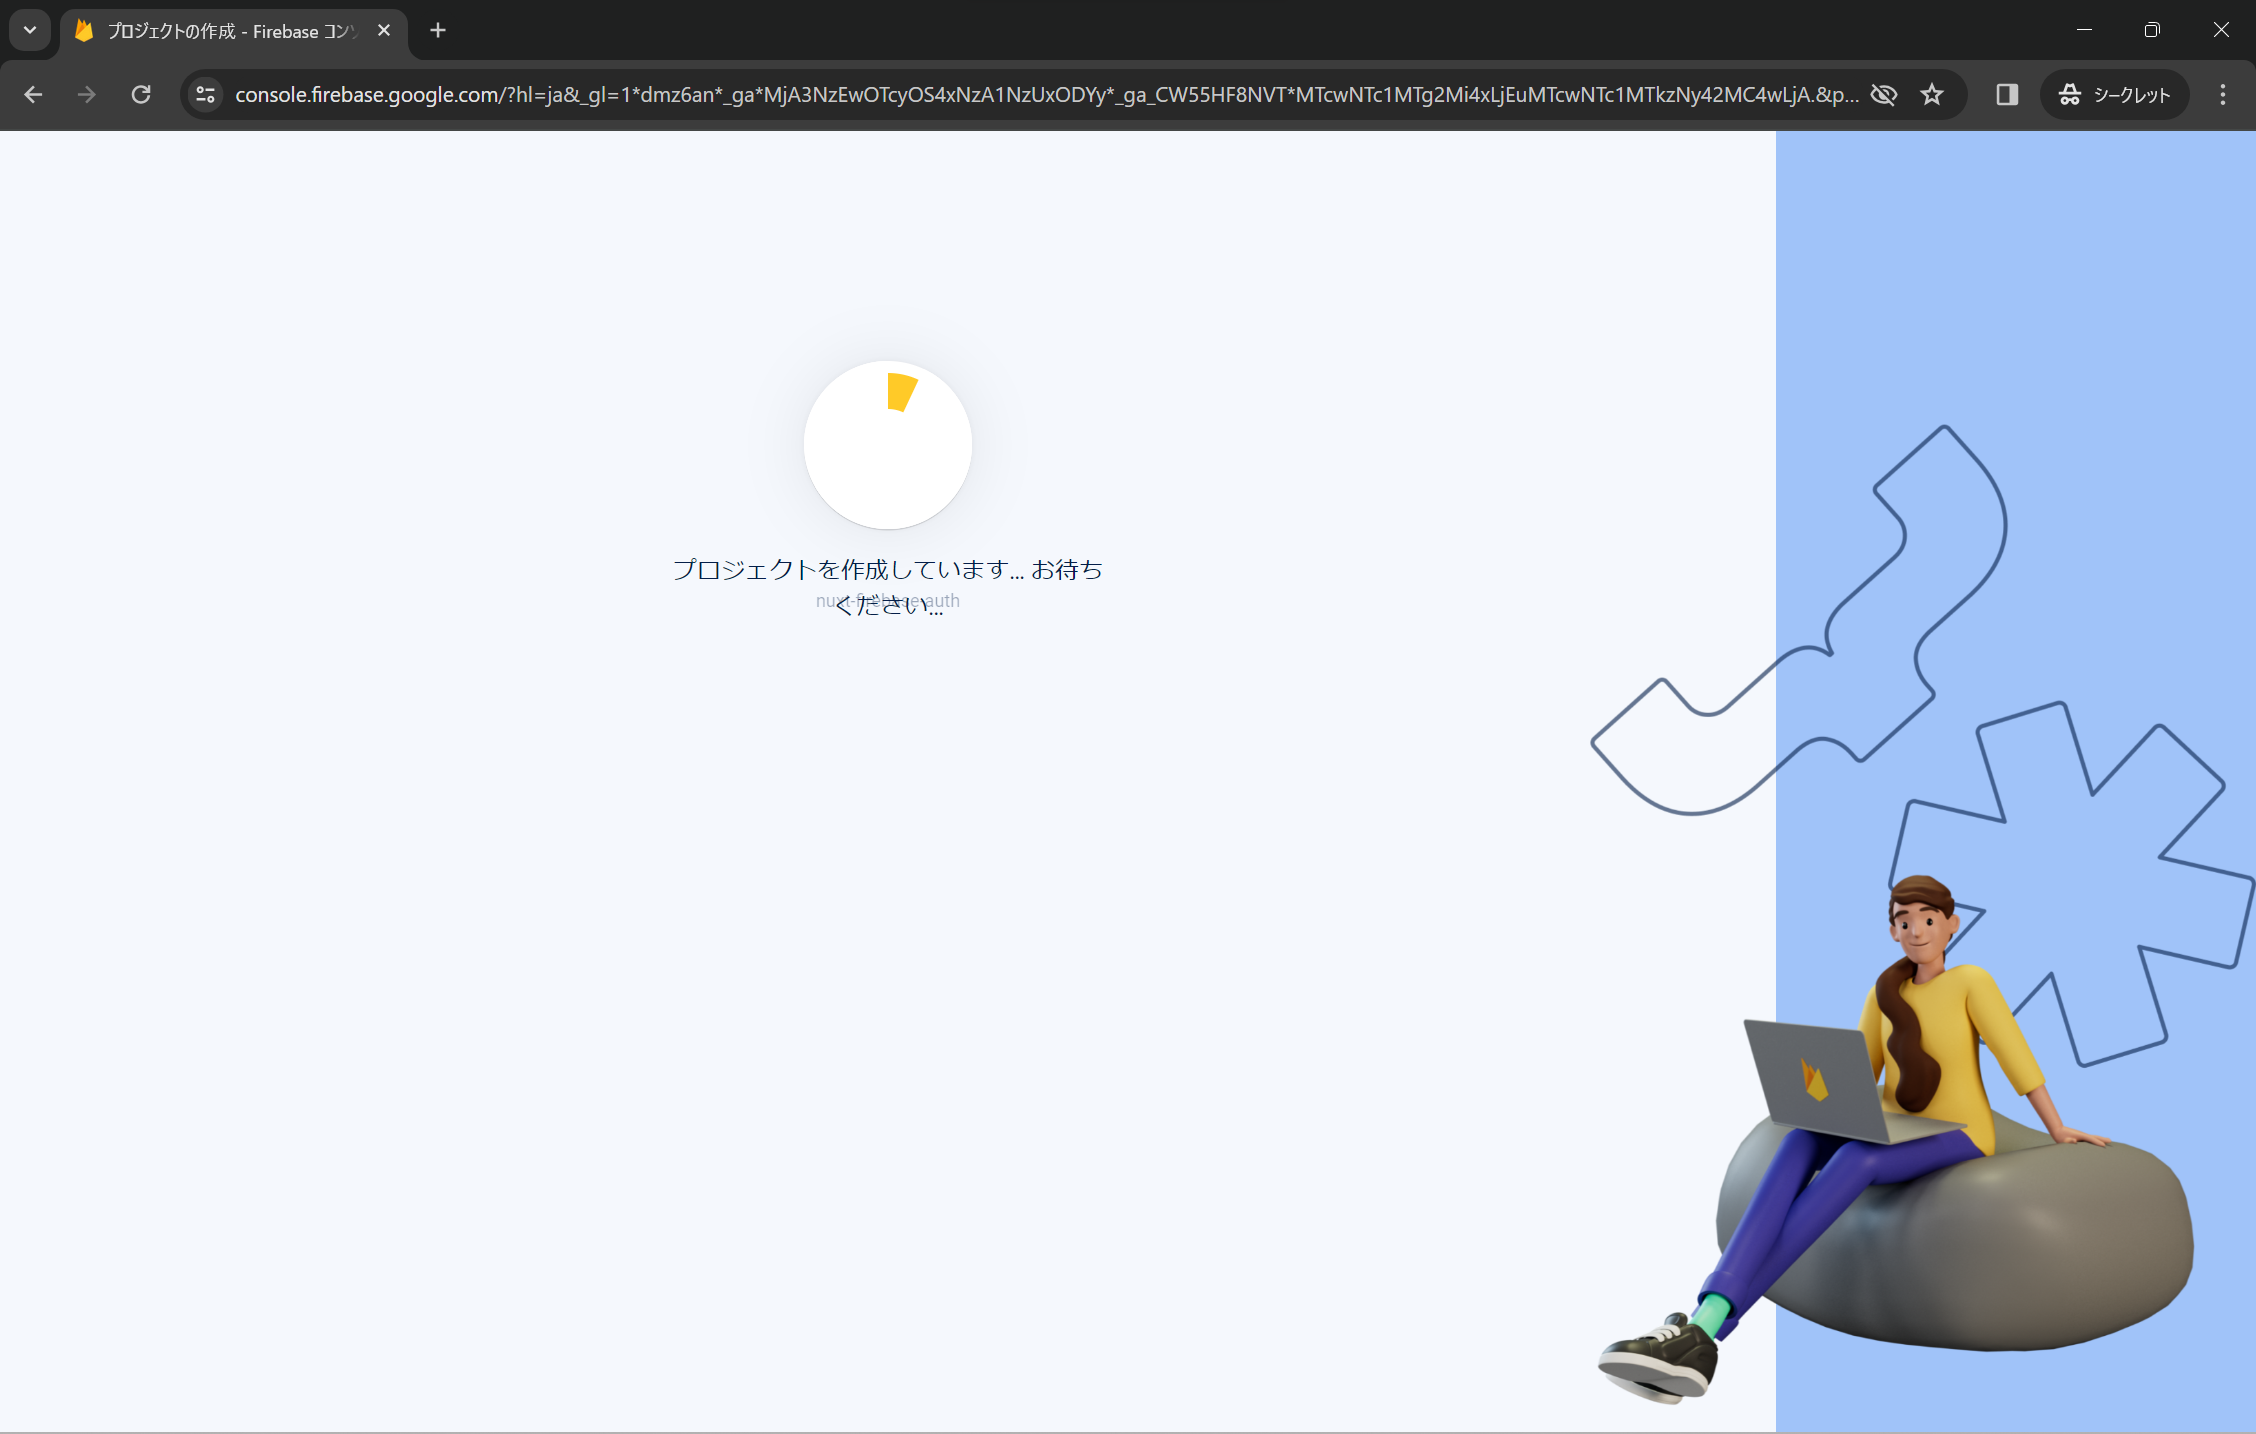 プロジェクトの作成 - Firebase コン
console.firebase.google.com/?hl=ja&_gl=1*dmz6an*_ga*MjA3NzEwOTcyOS4xNzA1NzUxODYy*_ga_CW55HF8NVT*MTcwNTc1MTg2Mi4xLjEuMTcwNTc1MTkzNy42MC4wLjA.&p...
シークレット
プロジェクトを作成しています... お待ち
ください...
nuxt-firebase-auth